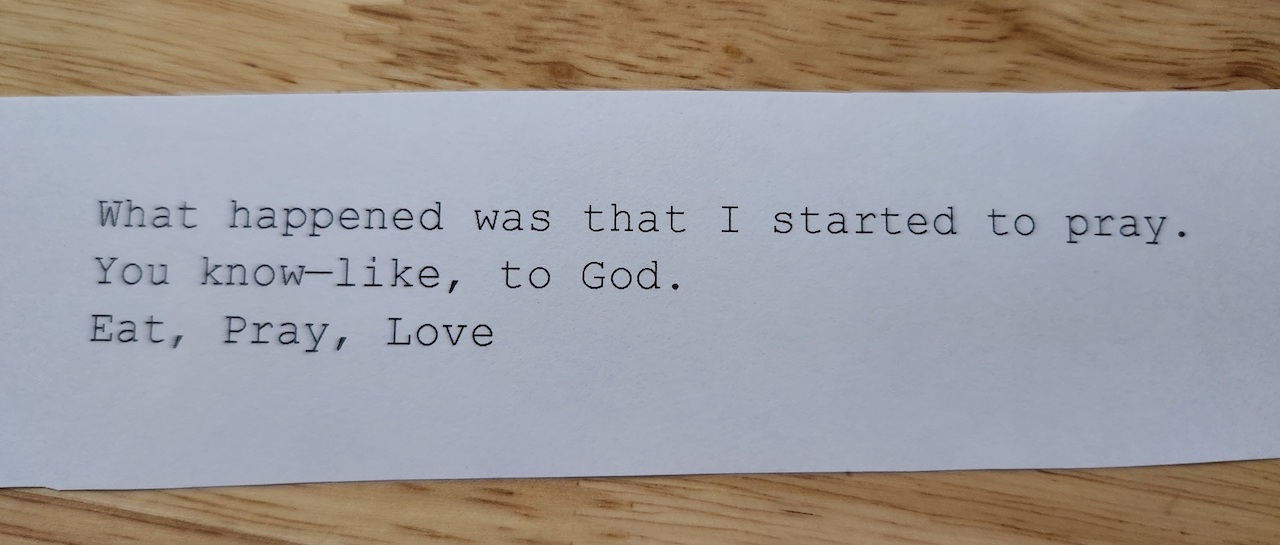 What happened was that I started to pray.
You know—like, to God.
Eat, Pray, Love